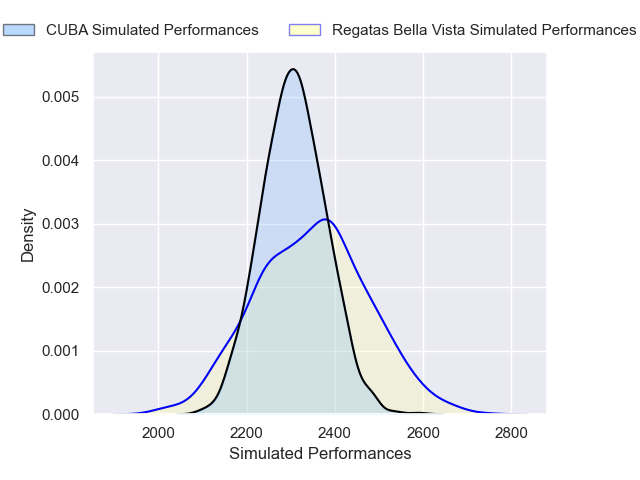 CUBA Simulated Performances
Regatas Bella Vista Simulated Performances
0.005
0.004
0.003
0.002
0.001
0.000
Density
2000
2200
2400
2600
2800
Simulated Performances